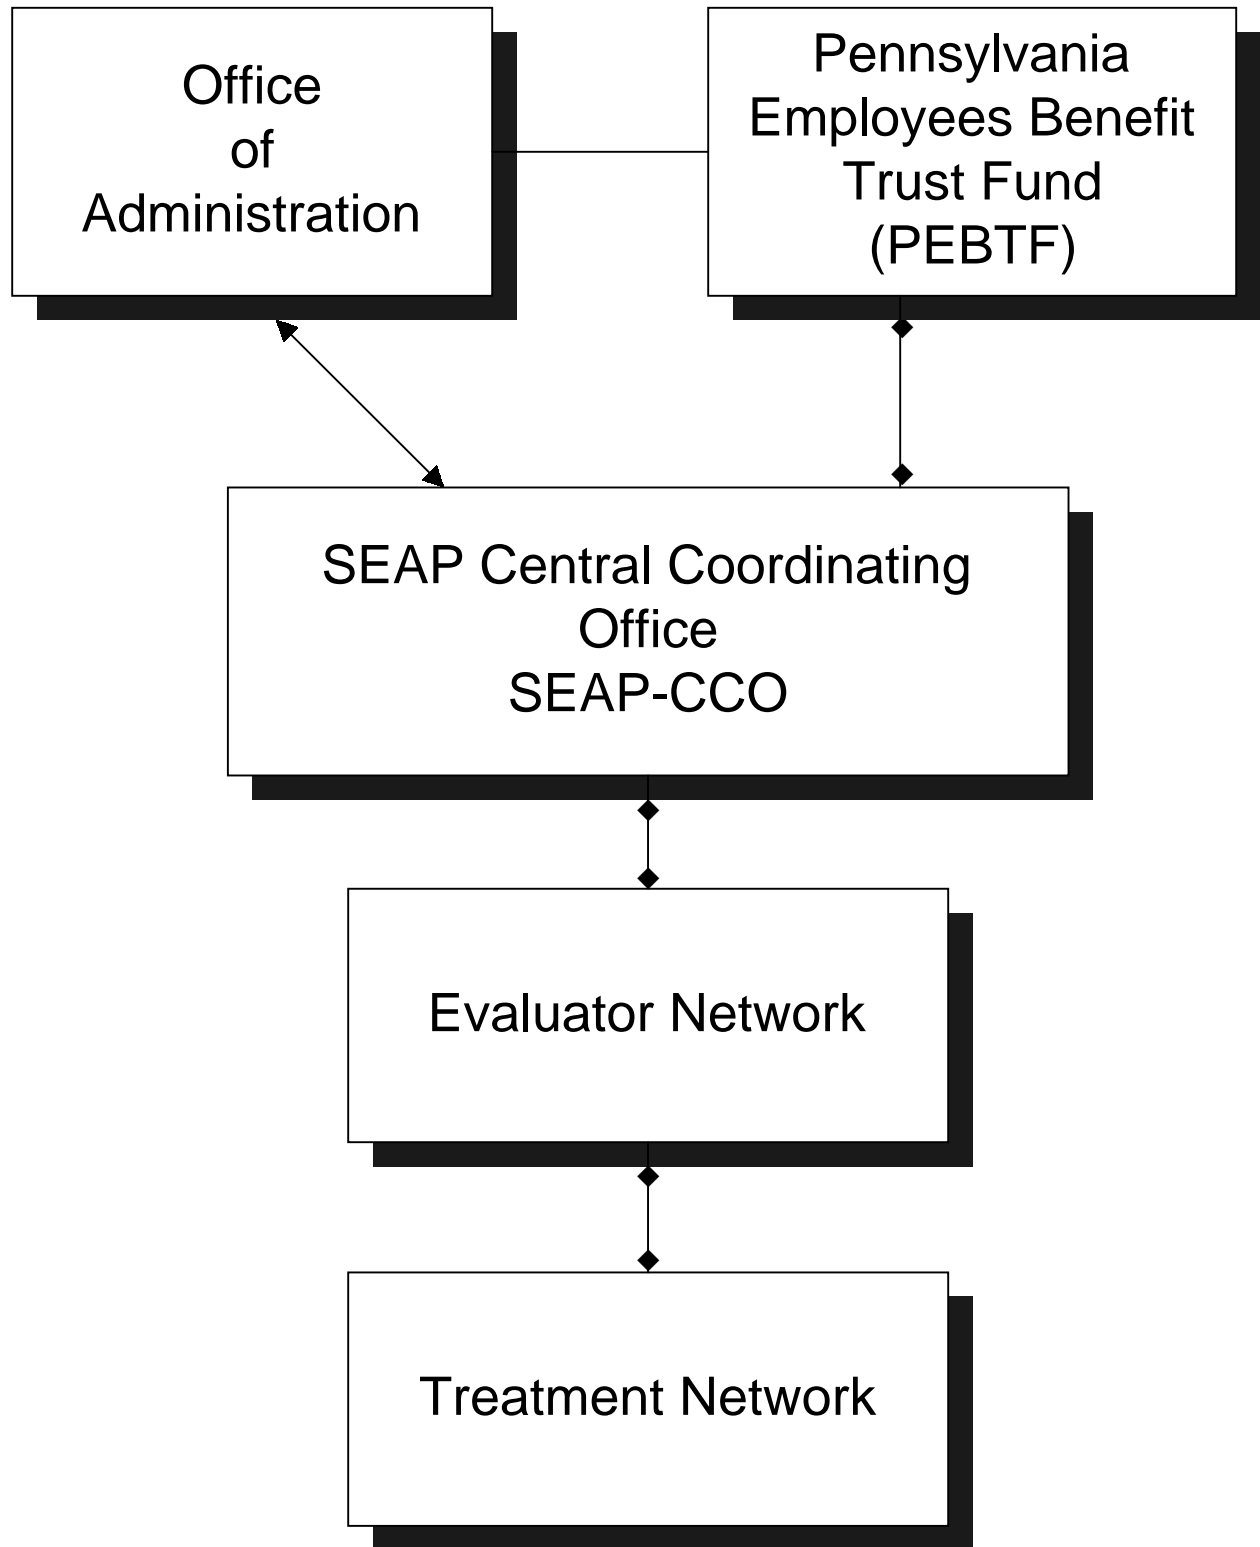 Office
of
Administration
Pennsylvania
Employees Benefit
Trust Fund
(PEBTF)
SEAP Central Coordinating
Office
SEAP-CCO
Evaluator Network
Treatment Network